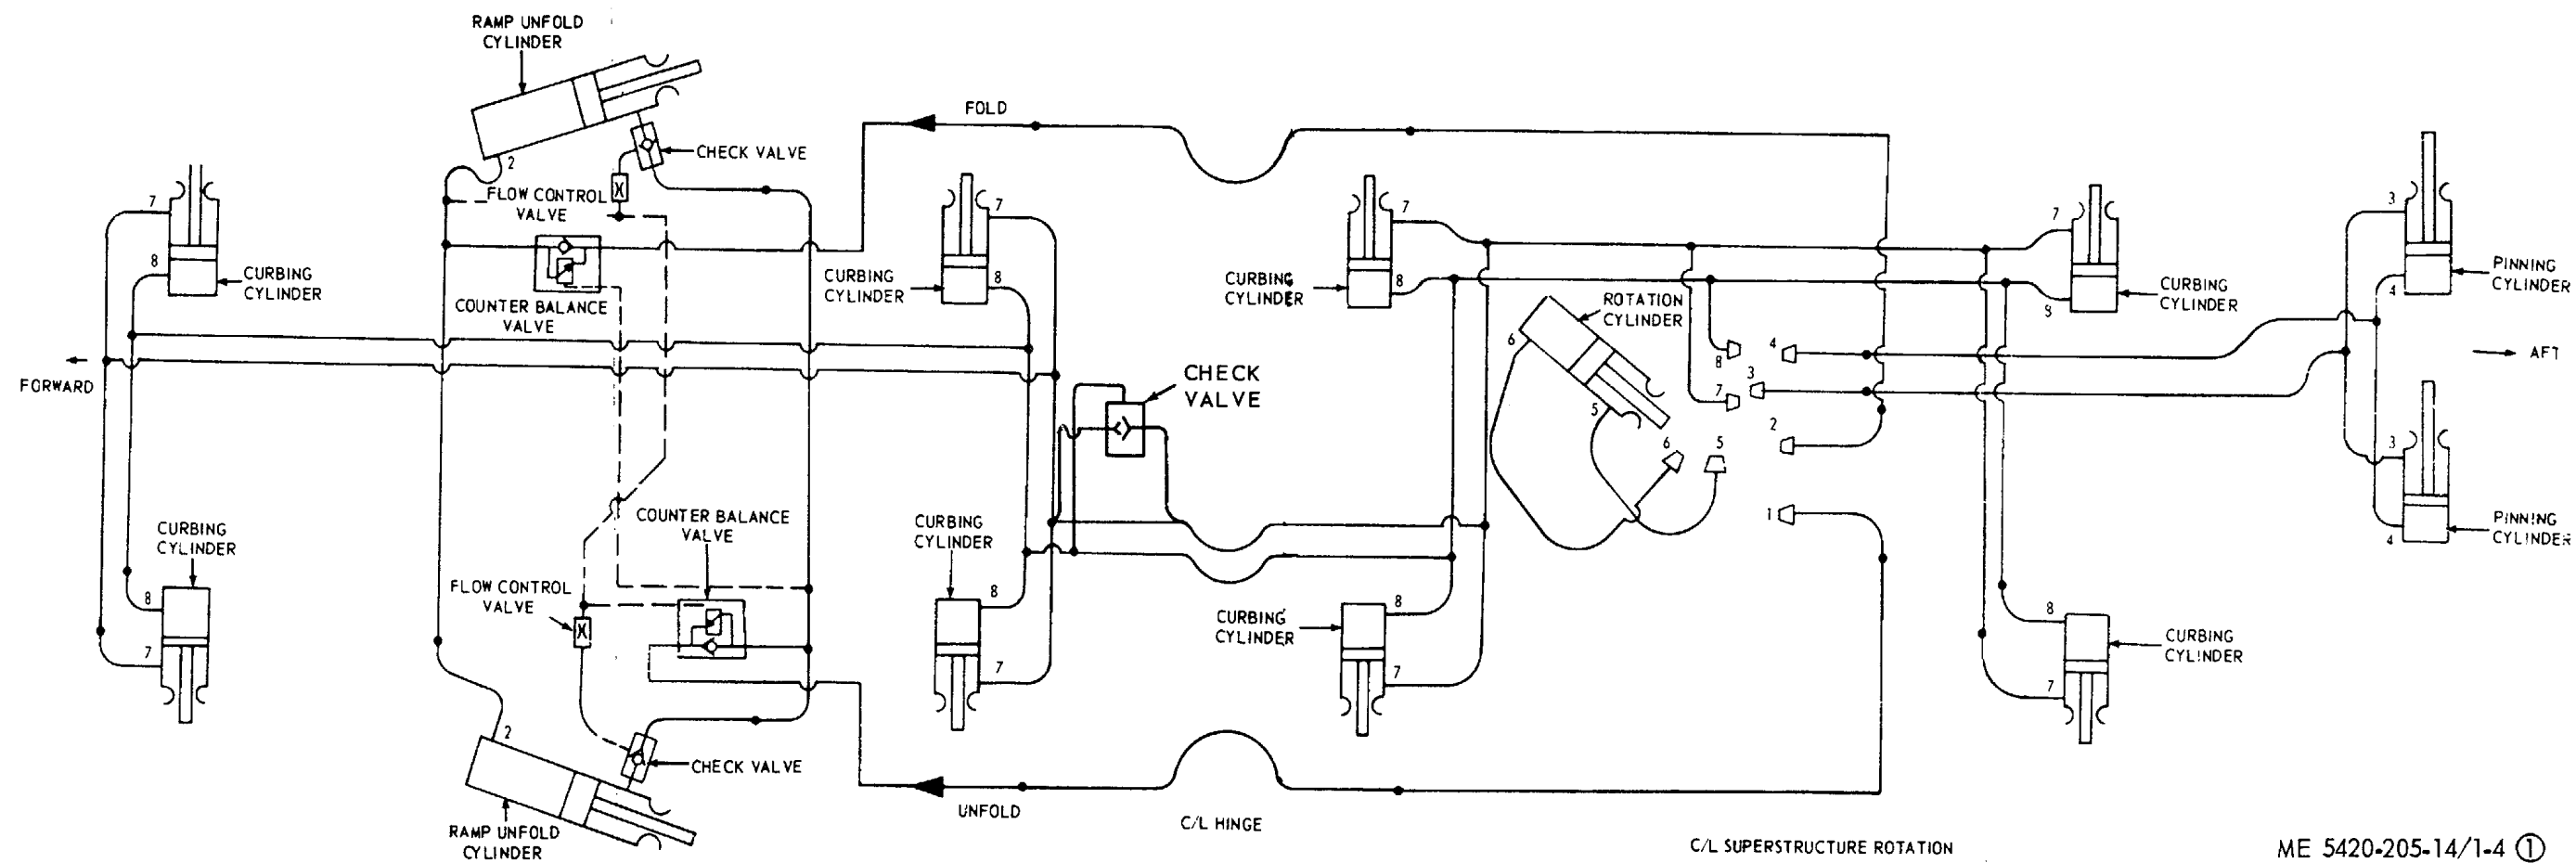 RAMP UNFOLD
CYLINDER
2
CHECK VALVE
FLOW CONTROL
VALVE
FOLD
7
8
CURBING
CYLINDER
COUNTER BALANCE
VALVE
7
8
CURBING
CYLINDER
7
8
CURBING
CYLINDER
ROTATION
CYLINDER
6
5
7
8
CURBING
CYLINDER
3
4
PINNING
CYLINDER
FORWARD
AFT
CHECK
VALVE
8
4
7
3
6
5
2
1
3
4
PINNING
CYLINDER
CURBING
CYLINDER
8
7
COUNTER BALANCE
VALVE
FLOW CONTROL
VALVE
CURBING
CYLINDER
8
7
CURBING
CYLINDER
8
7
8
7
CURBING
CYLINDER
2
CHECK VALVE
RAMP UNFOLD
CYLINDER
UNFOLD
C/L HINGE
C/L SUPERSTRUCTURE ROTATION
ME 5420-205-14/1-4 ①